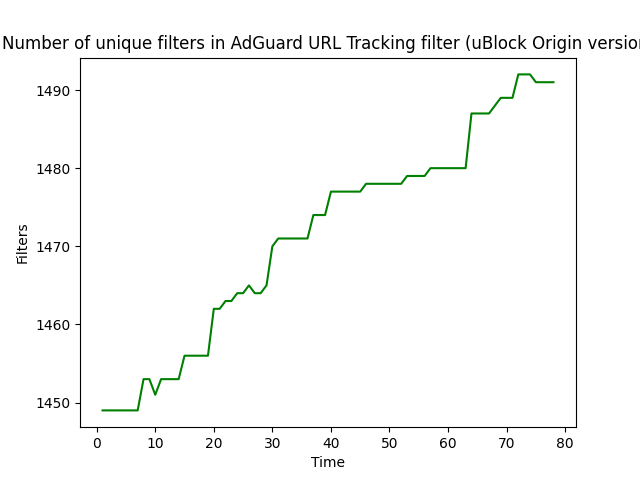 Number of unique filters in AdGuard URL Tracking filter (uBlock Origin version
1490
1480
1470
1460
1450
Filters
0 10 20 30 40 50 60 70 80
Time